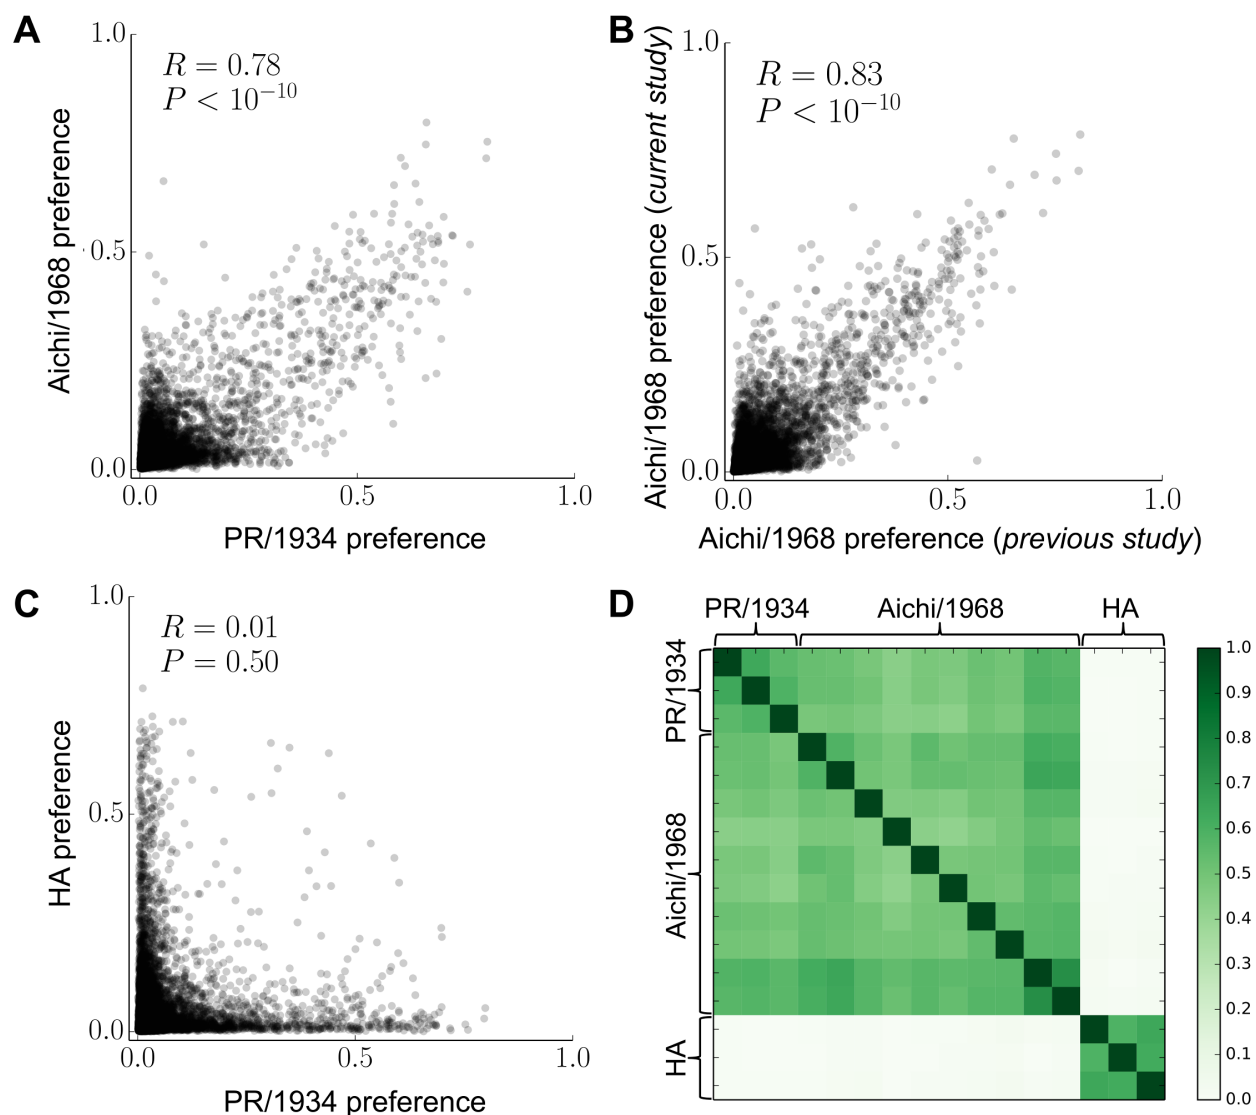 A
1.0
R = 0.78
P < 10⁻¹⁰
Aichi/1968 preference
0.5
0.0
0.0 0.5 1.0
PR/1934 preference
B
1.0
R = 0.83
P < 10⁻¹⁰
Aichi/1968 preference (current study)
0.5
0.0
0.0 0.5 1.0
Aichi/1968 preference (previous study)
C
1.0
R = 0.01
P = 0.50
HA preference
0.5
0.0
0.0 0.5 1.0
PR/1934 preference
D
PR/1934 Aichi/1968 HA
PR/1934
Aichi/1968
HA
1.0
0.9
0.8
0.7
0.6
0.5
0.4
0.3
0.2
0.1
0.0